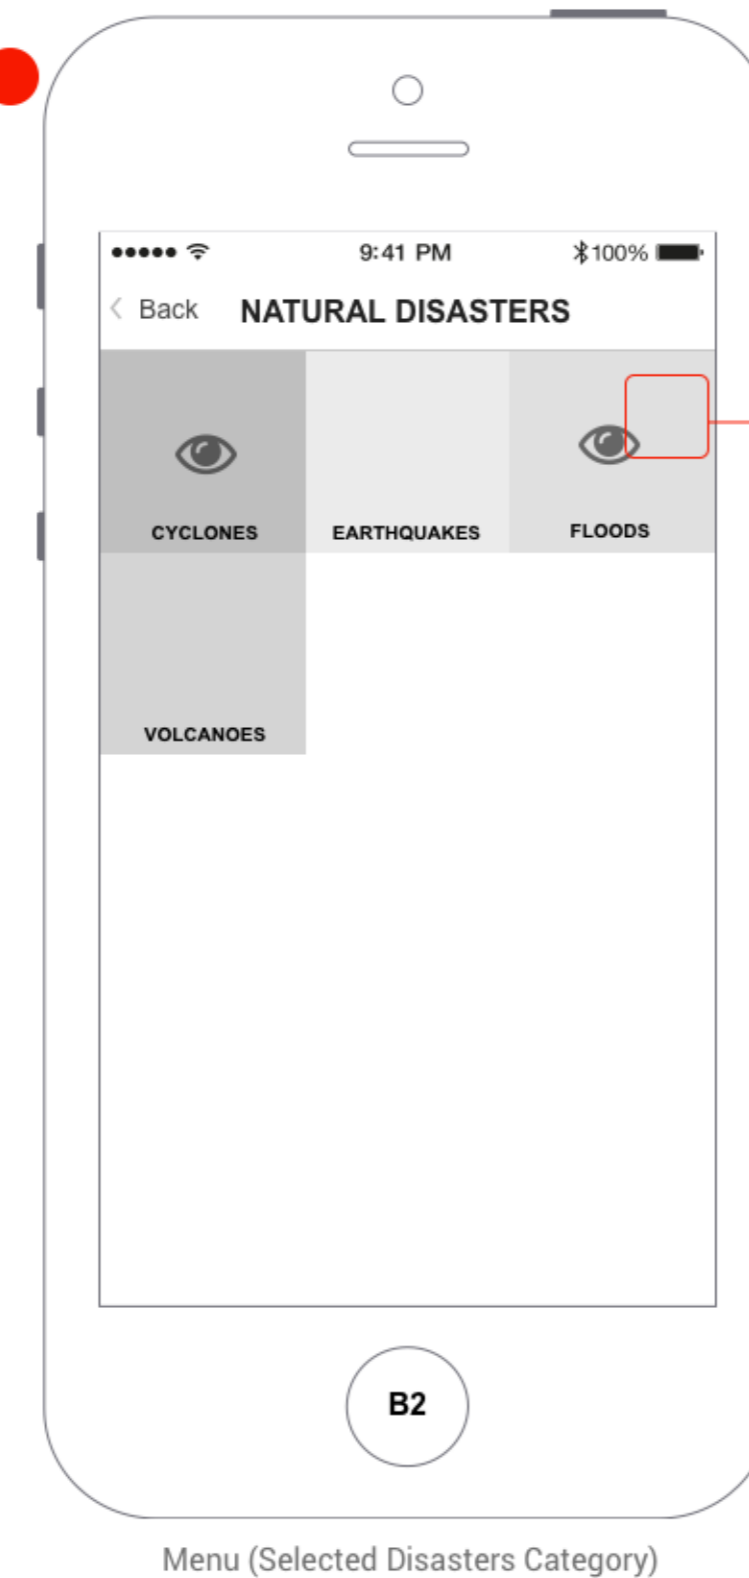 9:41 PM 100%
Back NATURAL DISASTERS
CYCLONES EARTHQUAKES FLOODS
VOLCANOES
B2
Menu (Selected Disasters Category)